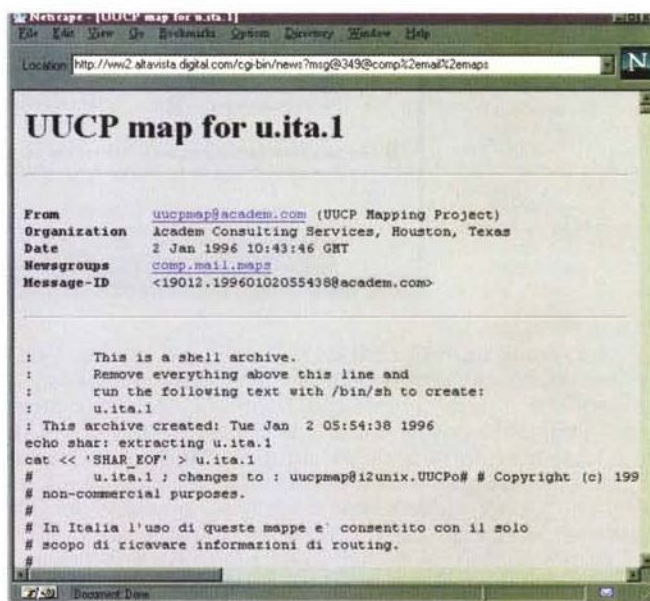 Netscape - [UUCP map for u.ita.1]
File Edit View Go Bookmarks Options Directory Window Help
Location: http://ww2.altavista.digital.com/cgi-bin/news?msg@349@comp%2email%2emaps
N
UUCP map for u.ita.1
From uucpmap@academ.com (UUCP Mapping Project)
Organization Academ Consulting Services, Houston, Texas
Date 2 Jan 1996 10:43:46 GMT
Newsgroups comp.mail.maps
Message-ID <19012.199601020554388@academ.com>
: This is a shell archive.
: Remove everything above this line and
: run the following text with /bin/sh to create:
: u.ita.1
: This archive created: Tue Jan 2 05:54:38 1996
echo shar: extracting u.ita.1
cat << 'SHAR_EOF' > u.ita.1
# u.ita.1 ; changes to : uucpmap@i2unix.UUCPo# # Copyright (c) 199
# non-commercial purposes.
#
# In Italia l'uso di queste mappe e` consentito con il solo
# scopo di ricavare informazioni di routing.
#
Document: Done